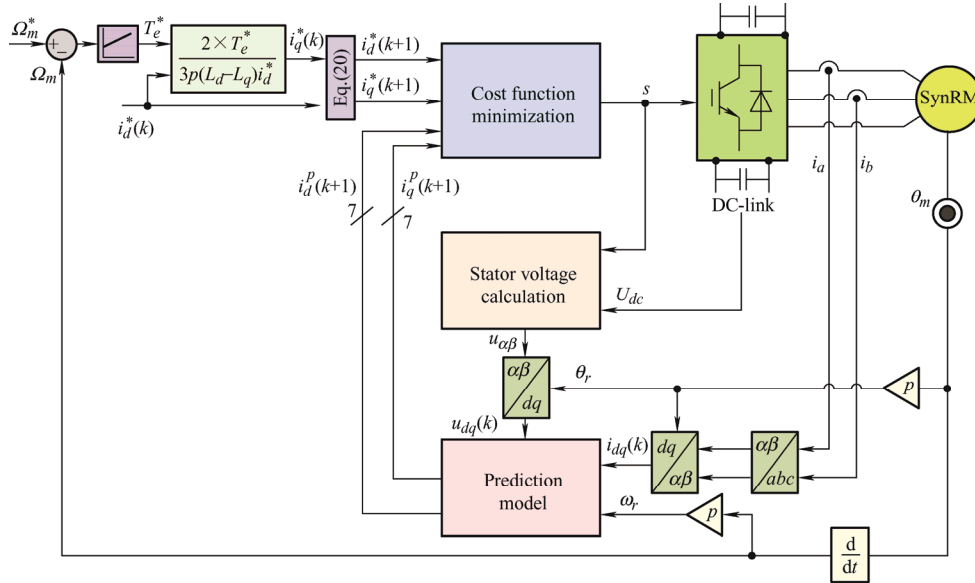 Ω*m
+
−
Ωm
T*e
2×T*e
3p(Ld–Lq)i*d
i*d(k)
i*q(k)
Eq.(20)
i*d(k+1)
i*q(k+1)
Cost function
minimization
s
DC-link
SynRM
ia
ib
θm
ipd(k+1)
7
ipq(k+1)
7
Stator voltage
calculation
Udc
uαβ
αβ
dq
θr
p
udq(k)
Prediction
model
idq(k)
dq
αβ
αβ
abc
ωr
p
d
dt